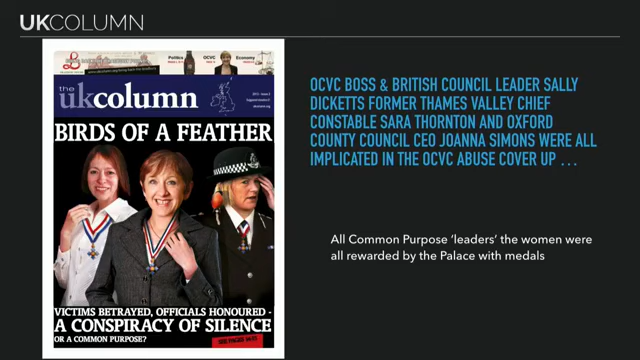 UKCOLUMN
Politics
OCVC
Economy
the
ukcolumn
BIRDS OF A FEATHER
VICTIMS BETRAYED, OFFICIALS HONOURED -
A CONSPIRACY OF SILENCE
OR A COMMON PURPOSE?
OCVC BOSS & BRITISH COUNCIL LEADER SALLY
DICKETTS FORMER THAMES VALLEY CHIEF
CONSTABLE SARA THORNTON AND OXFORD
COUNTY COUNCIL CEO JOANNA SIMONS WERE ALL
IMPLICATED IN THE OCVC ABUSE COVER UP ...
All Common Purpose ‘leaders’ the women were
all rewarded by the Palace with medals